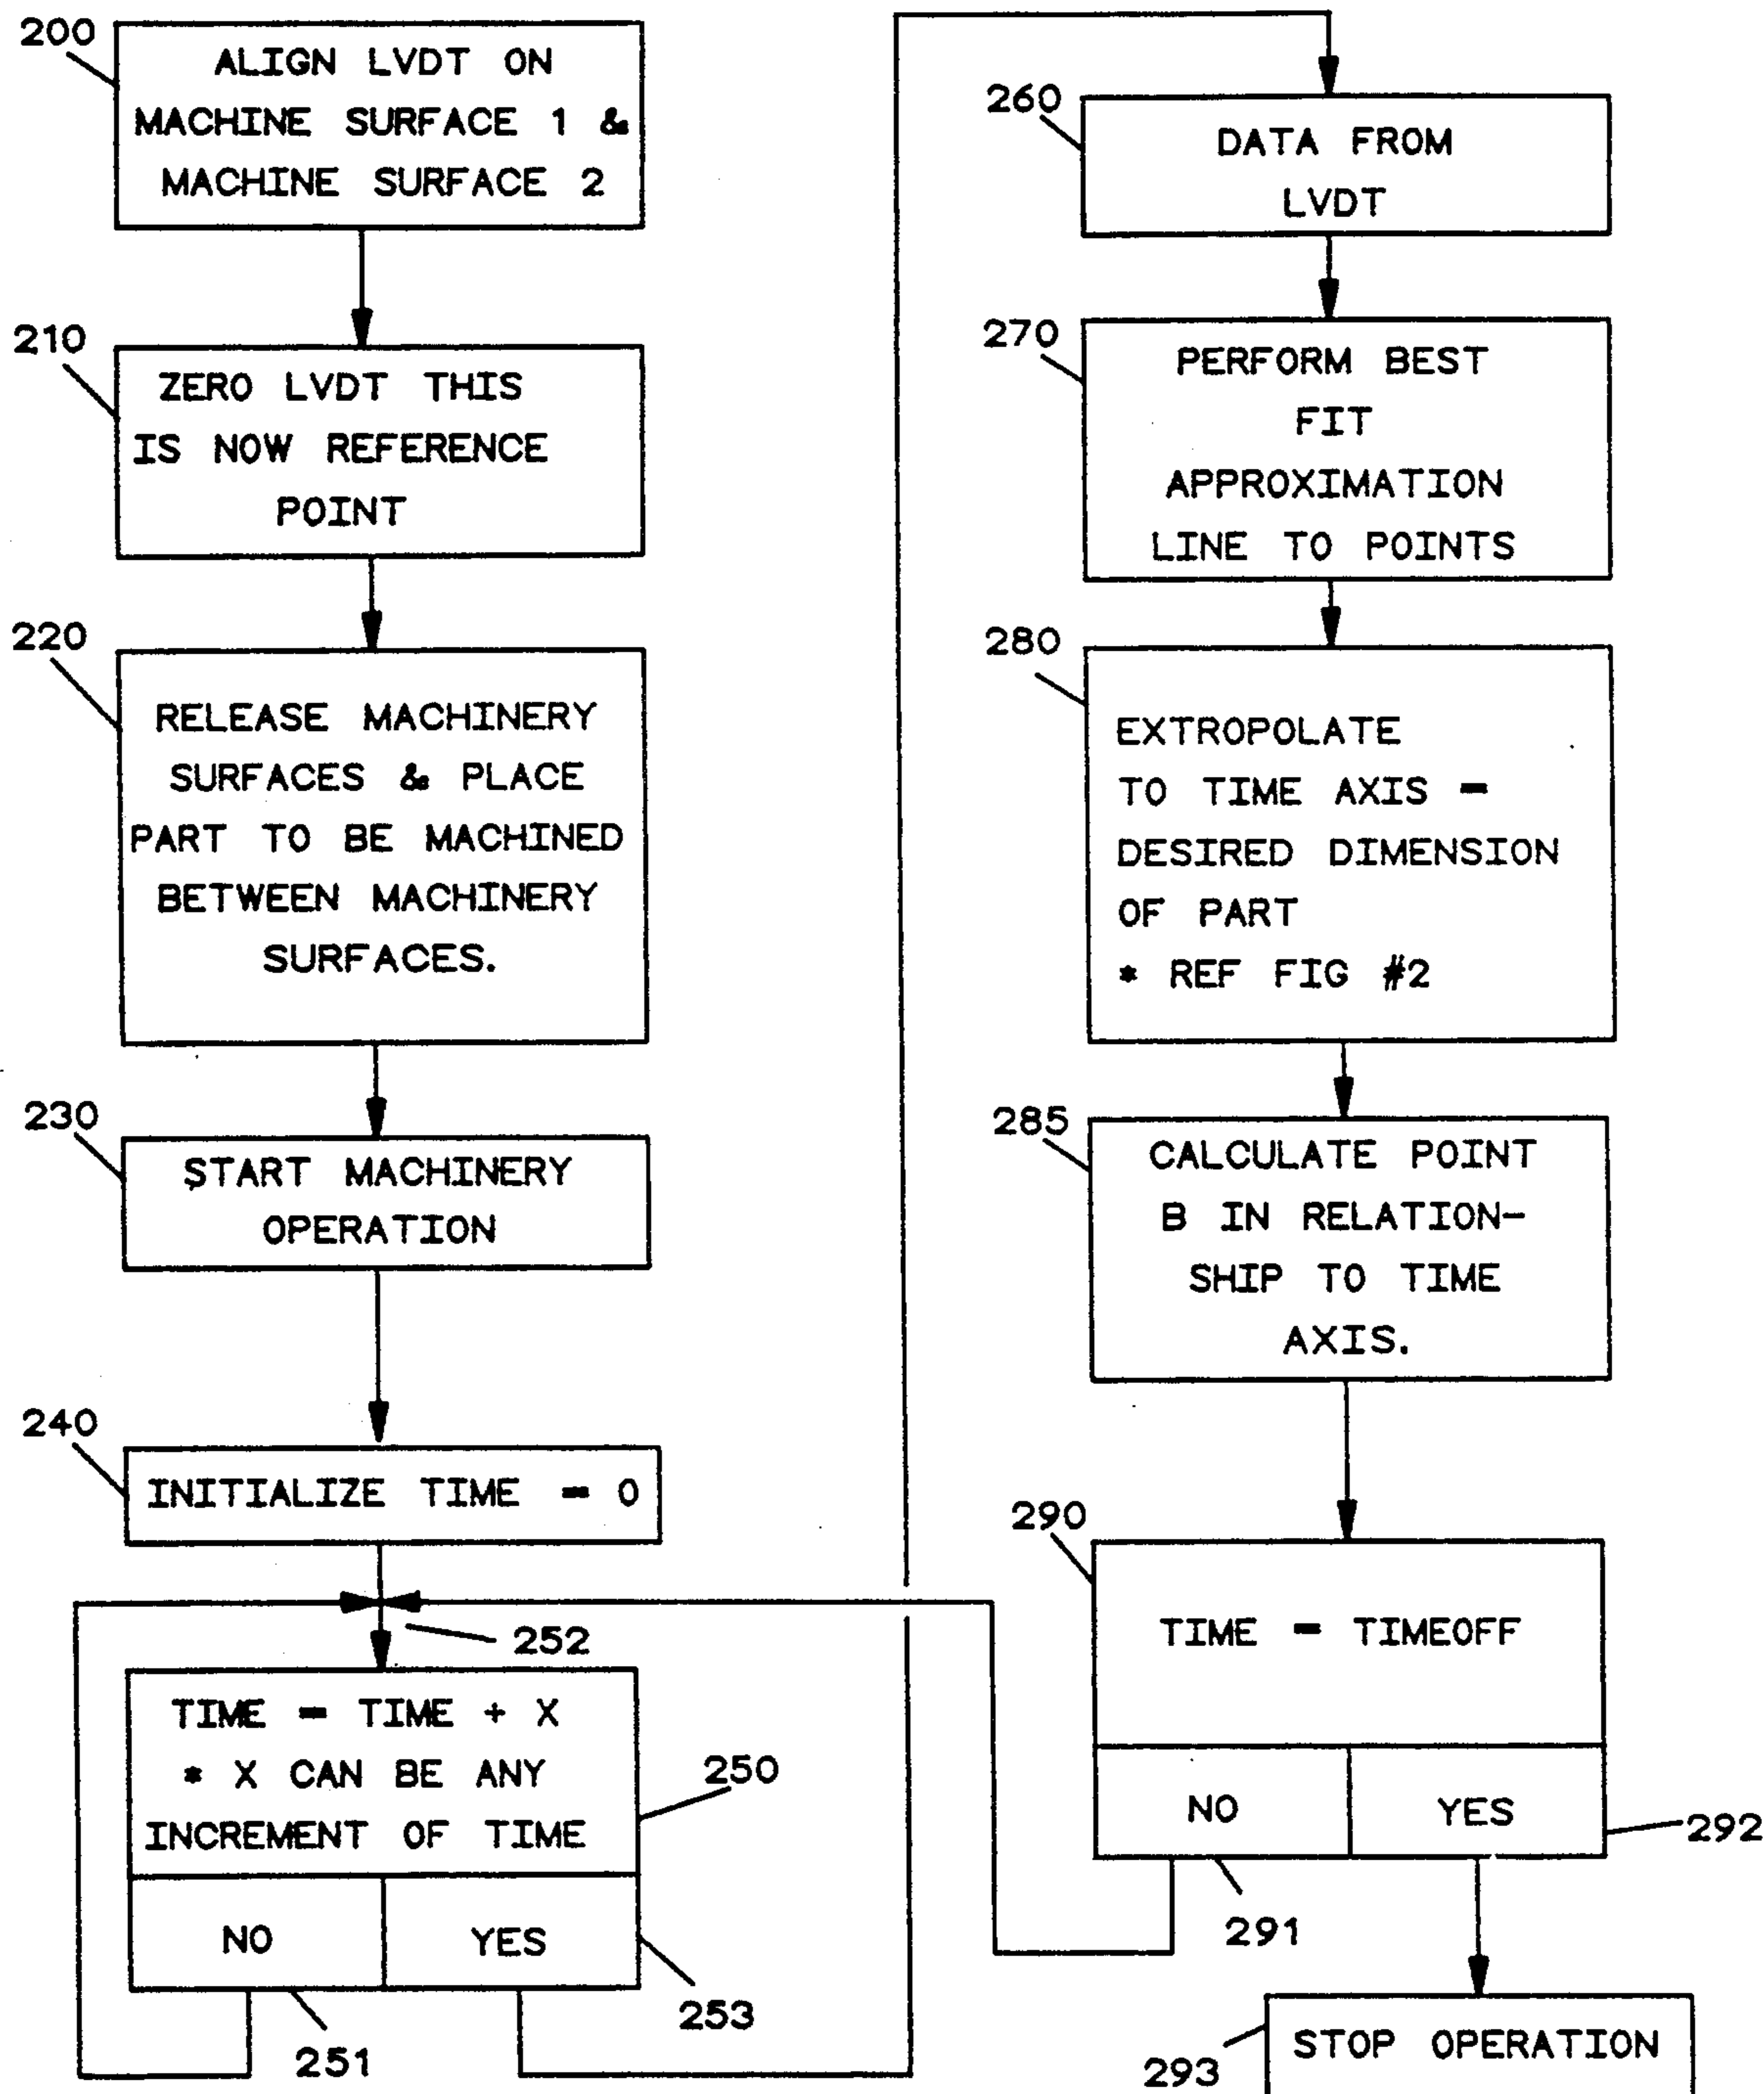 200
ALIGN LVDT ON
MACHINE SURFACE 1 &
MACHINE SURFACE 2
210
ZERO LVDT THIS
IS NOW REFERENCE
POINT
220
RELEASE MACHINERY
SURFACES & PLACE
PART TO BE MACHINED
BETWEEN MACHINERY
SURFACES.
230
START MACHINERY
OPERATION
240
INITIALIZE TIME = 0
252
TIME = TIME + X
* X CAN BE ANY
INCREMENT OF TIME
250
NO
YES
251
253
260
DATA FROM
LVDT
270
PERFORM BEST
FIT
APPROXIMATION
LINE TO POINTS
280
EXTROPOLATE
TO TIME AXIS =
DESIRED DIMENSION
OF PART
* REF FIG #2
285
CALCULATE POINT
B IN RELATION-
SHIP TO TIME
AXIS.
290
TIME = TIMEOFF
NO
YES
292
291
293
STOP OPERATION